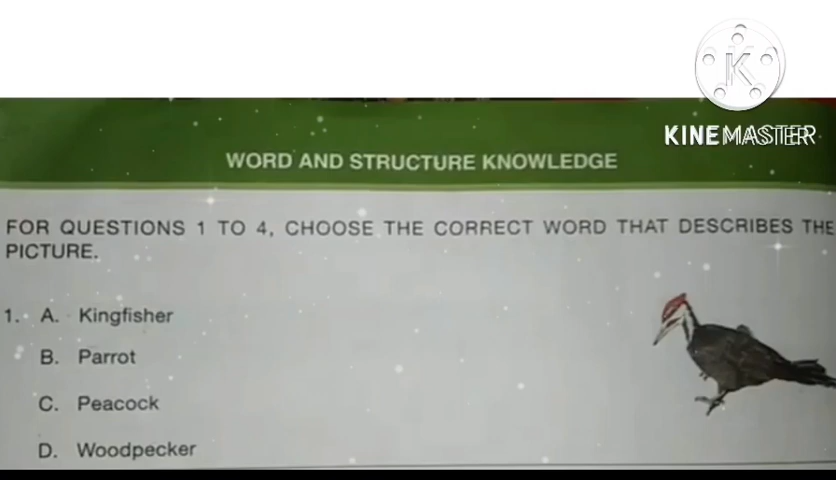 K
KINEMASTER
WORD AND STRUCTURE KNOWLEDGE
FOR QUESTIONS 1 TO 4, CHOOSE THE CORRECT WORD THAT DESCRIBES THE
PICTURE.
1. A. Kingfisher
B. Parrot
C. Peacock
D. Woodpecker